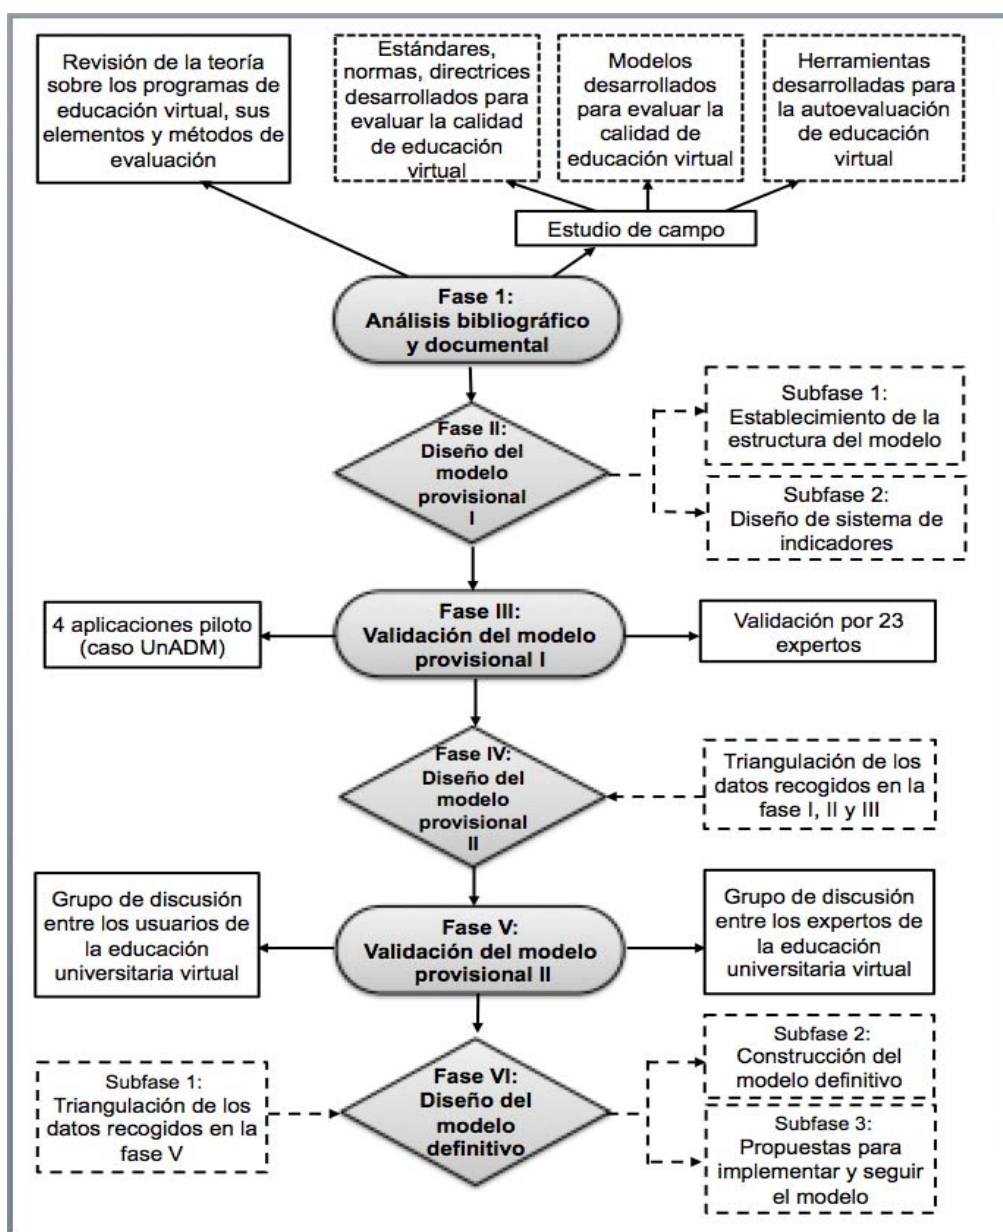 Revisión de la teoría
sobre los programas de
educación virtual, sus
elementos y métodos de
evaluación
Estándares,
normas, directrices
desarrollados para
evaluar la calidad
de educación
virtual
Modelos
desarrollados
para evaluar la
calidad de
educación virtual
Herramientas
desarrolladas para
la autoevaluación
de educación
virtual
Estudio de campo
Fase 1:
Análisis bibliográfico
y documental
Fase II:
Diseño del
modelo
provisional
I
Subfase 1:
Establecimiento de la
estructura del modelo
Subfase 2:
Diseño de sistema de
indicadores
Fase III:
Validación del modelo
provisional I
4 aplicaciones piloto
(caso UnADM)
Validación por 23
expertos
Fase IV:
Diseño del
modelo
provisional
II
Triangulación de los
datos recogidos en la
fase I, II y III
Grupo de discusión
entre los usuarios de
la educación
universitaria virtual
Fase V:
Validación del modelo
provisional II
Grupo de discusión
entre los expertos de
la educación
universitaria virtual
Subfase 1:
Triangulación de los
datos recogidos en la
fase V
Fase VI:
Diseño del
modelo
definitivo
Subfase 2:
Construcción del
modelo definitivo
Subfase 3:
Propuestas para
implementar y seguir
el modelo